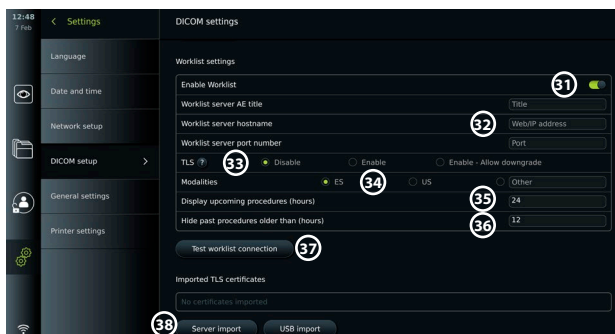 12:48
7 Feb
Settings
DICOM settings
Language
Date and time
Network setup
DICOM setup
General settings
Printer settings
Worklist settings
Enable Worklist
31
Worklist server AE title
Title
Worklist server hostname
32
Web/IP address
Worklist server port number
Port
TLS ? 33 Disable Enable Enable - Allow downgrade
Modalities ES 34 US Other
Display upcoming procedures (hours) 35 24
Hide past procedures older than (hours) 36 12
Test worklist connection 37
Imported TLS certificates
No certificates imported
38 Server import USB import